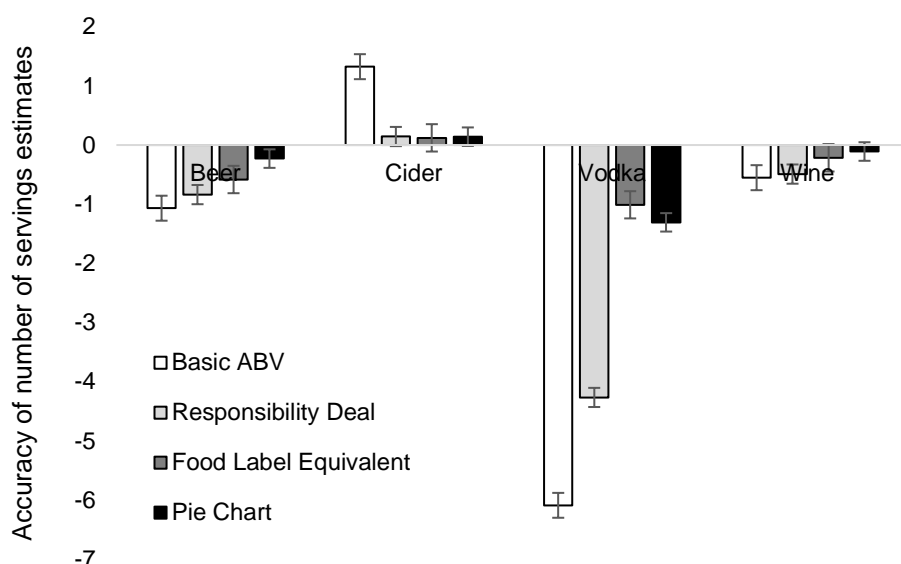 Accuracy of number of servings estimates
2
1
0
-1
-2
-3
-4
-5
-6
-7
Beer
Cider
Vodka
Wine
Basic ABV
Responsibility Deal
Food Label Equivalent
Pie Chart